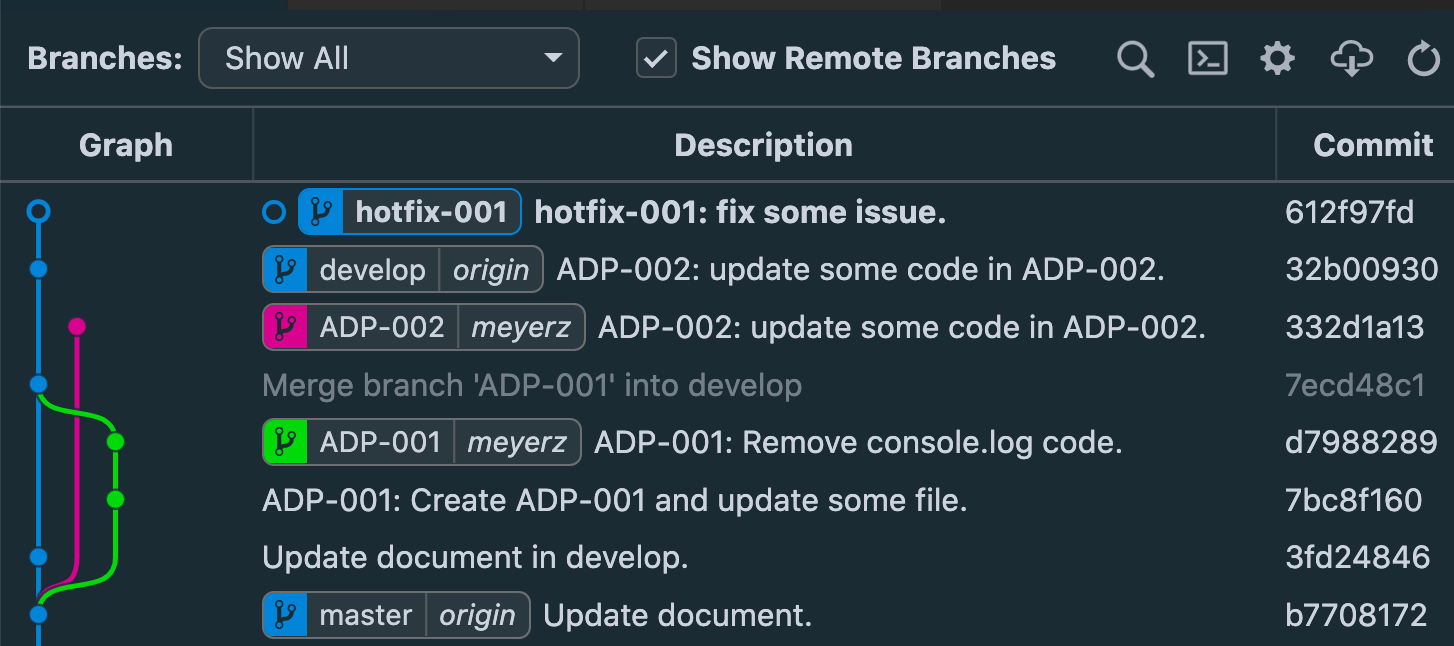 Branches: Show All Show Remote Branches
Graph Description Commit
hotfix-001 hotfix-001: fix some issue. 612f97fd
develop origin ADP-002: update some code in ADP-002. 32b00930
ADP-002 meyerz ADP-002: update some code in ADP-002. 332d1a13
Merge branch 'ADP-001' into develop 7ecd48c1
ADP-001 meyerz ADP-001: Remove console.log code. d7988289
ADP-001: Create ADP-001 and update some file. 7bc8f160
Update document in develop. 3fd24846
master origin Update document. b7708172